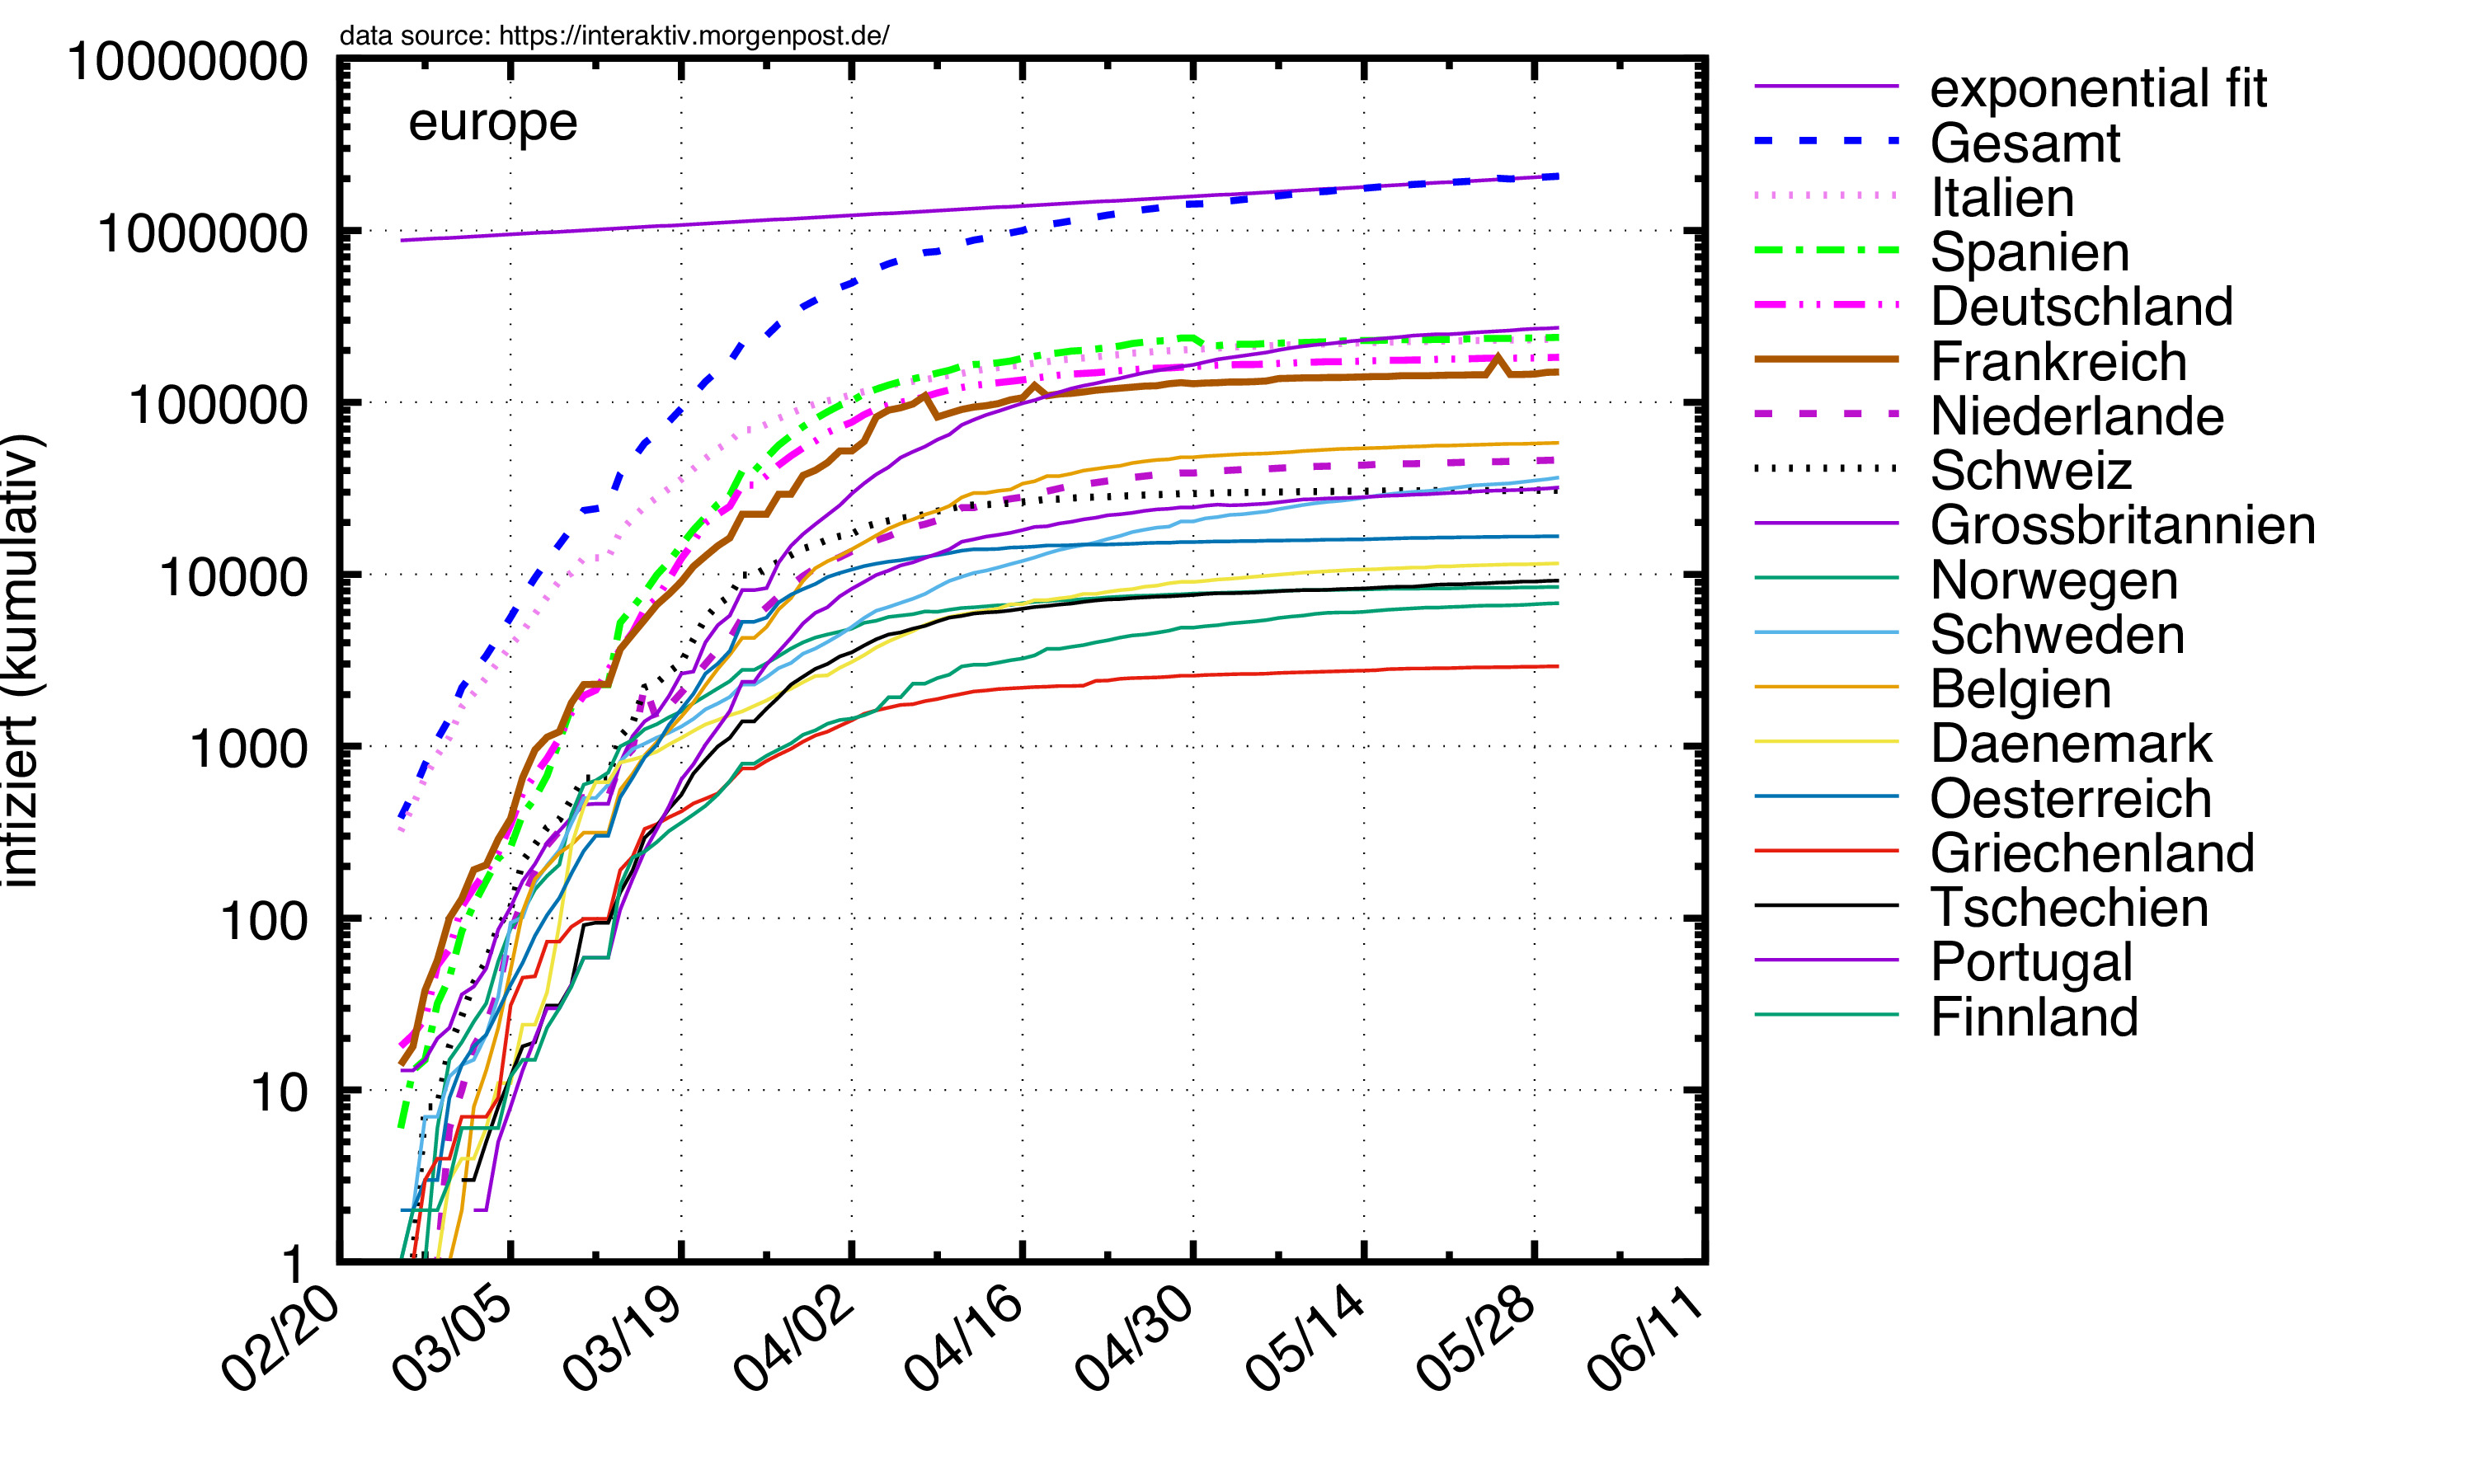 data source: https://interaktiv.morgenpost.de/
europe
infiziert (kumulativ)
10000000
1000000
100000
10000
1000
100
10
1
02/20
03/05
03/19
04/02
04/16
04/30
05/14
05/28
06/11
exponential fit
Gesamt
Italien
Spanien
Deutschland
Frankreich
Niederlande
Schweiz
Grossbritannien
Norwegen
Schweden
Belgien
Daenemark
Oesterreich
Griechenland
Tschechien
Portugal
Finnland